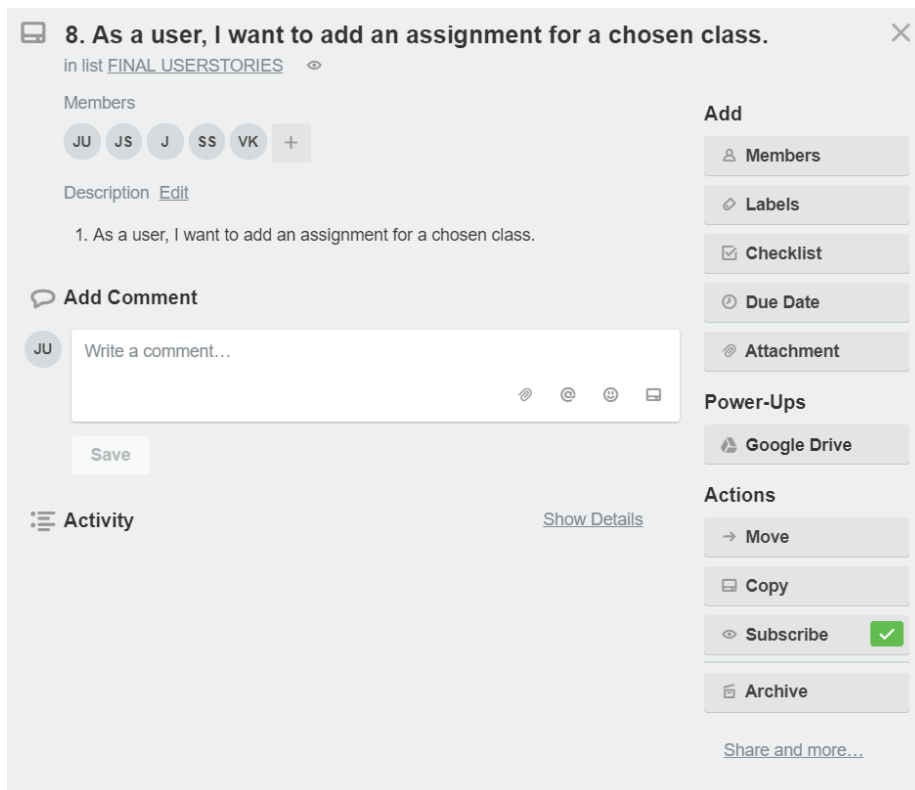 8. As a user, I want to add an assignment for a chosen class.
in list FINAL USERSTORIES
Members
JU JS J SS VK +
Description Edit
1. As a user, I want to add an assignment for a chosen class.
Add Comment
JU
Write a comment…
Save
Activity Show Details
Add
Members
Labels
Checklist
Due Date
Attachment
Power-Ups
Google Drive
Actions
Move
Copy
Subscribe
Archive
Share and more…